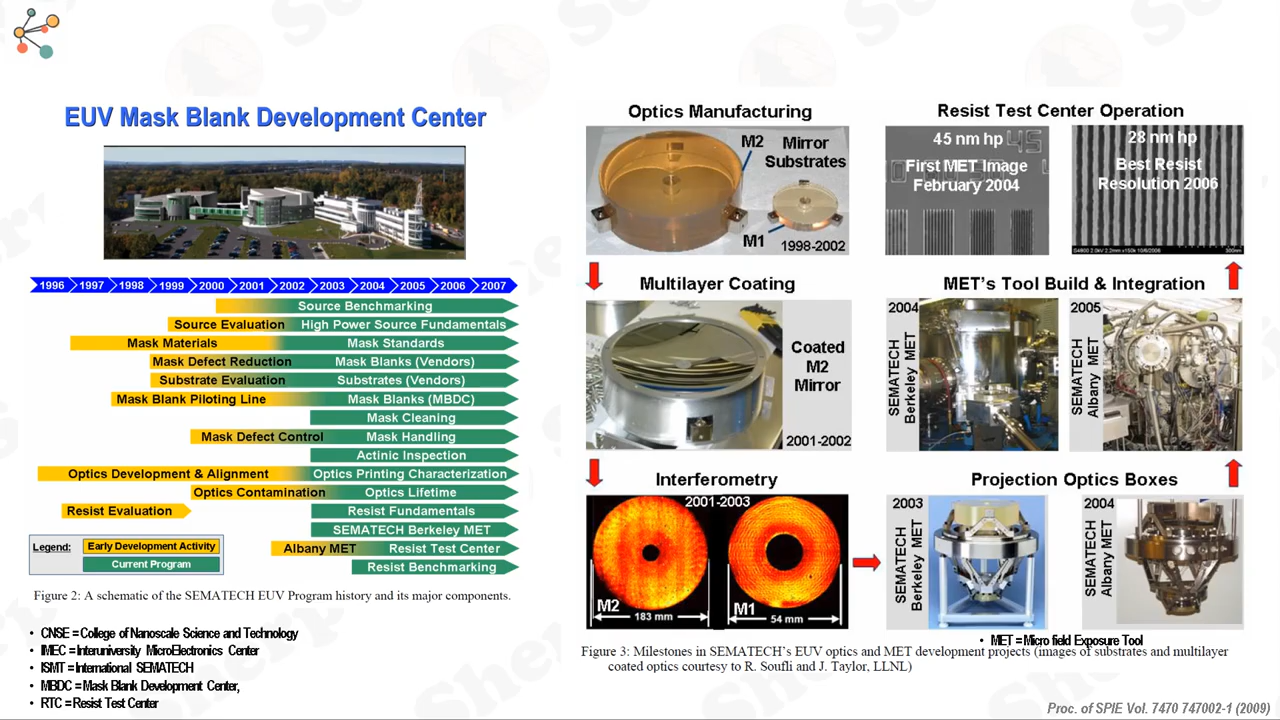 EUV Mask Blank Development Center
1996 1997 1998 1999 2000 2001 2002 2003 2004 2005 2006 2007
Source Benchmarking
Source Evaluation High Power Source Fundamentals
Mask Materials Mask Standards
Mask Defect Reduction Mask Blanks (Vendors)
Substrate Evaluation Substrates (Vendors)
Mask Blank Piloting Line Mask Blanks (MBDC)
Mask Cleaning
Mask Defect Control Mask Handling
Actinic Inspection
Optics Development & Alignment Optics Printing Characterization
Optics Contamination Optics Lifetime
Resist Evaluation Resist Fundamentals
SEMATECH Berkeley MET
Albany MET Resist Test Center
Resist Benchmarking
Legend:
Early Development Activity
Current Program
Figure 2: A schematic of the SEMATECH EUV Program history and its major components.
• CNSE = College of Nanoscale Science and Technology
• IMEC = Interuniversity MicroElectronics Center
• ISMT = International SEMATECH
• MBDC = Mask Blank Development Center,
• RTC = Resist Test Center
Optics Manufacturing
M2
Mirror
Substrates
M1
1998-2002
Multilayer Coating
Coated
M2
Mirror
2001-2002
Interferometry
2001-2003
M2
183 mm
M1
54 mm
Resist Test Center Operation
45 nm hp
First MET Image
February 2004
28 nm hp
Best Resist
Resolution 2006
MET's Tool Build & Integration
2004
SEMATECH
Berkeley MET
2005
SEMATECH
Albany MET
Projection Optics Boxes
2003
SEMATECH
Berkeley MET
2004
SEMATECH
Albany MET
• MET = Micro field Exposure Tool
Figure 3: Milestones in SEMATECH's EUV optics and MET development projects (images of substrates and multilayer
coated optics courtesy to R. Soufli and J. Taylor, LLNL)
Proc. of SPIE Vol. 7470 747002-1 (2009)